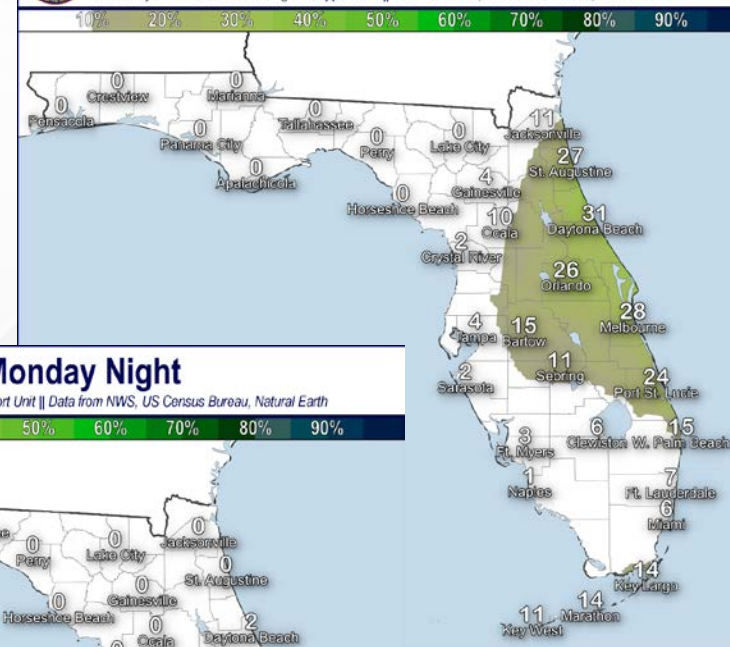 10% 20% 30% 40% 50% 60% 70% 80% 90%
0
Crestview
0
Marianna
0
Pensacola
0
Tallahassee
0
Panama City
0
Perry
0
Lake City
11
Jacksonville
27
St. Augustine
0
Apalachicola
4
Gainesville
0
Horseshoe Beach
10
Ocala
31
Daytona Beach
2
Crystal River
26
Orlando
28
Melbourne
4
Tampa
15
Bartow
11
Sebring
2
Sarasota
24
Port St. Lucie
3
Ft. Myers
6
Clewiston
15
W. Palm Beach
1
Naples
7
Ft. Lauderdale
6
Miami
14
Key Largo
14
Marathon
11
Key West
Monday Night
ort Unit || Data from NWS, US Census Bureau, Natural Earth
50% 60% 70% 80% 90%
0
Perry
0
Lake City
0
Jacksonville
0
St. Augustine
0
Gainesville
0
Horseshoe Beach
0
Ocala
2
Daytona Beach